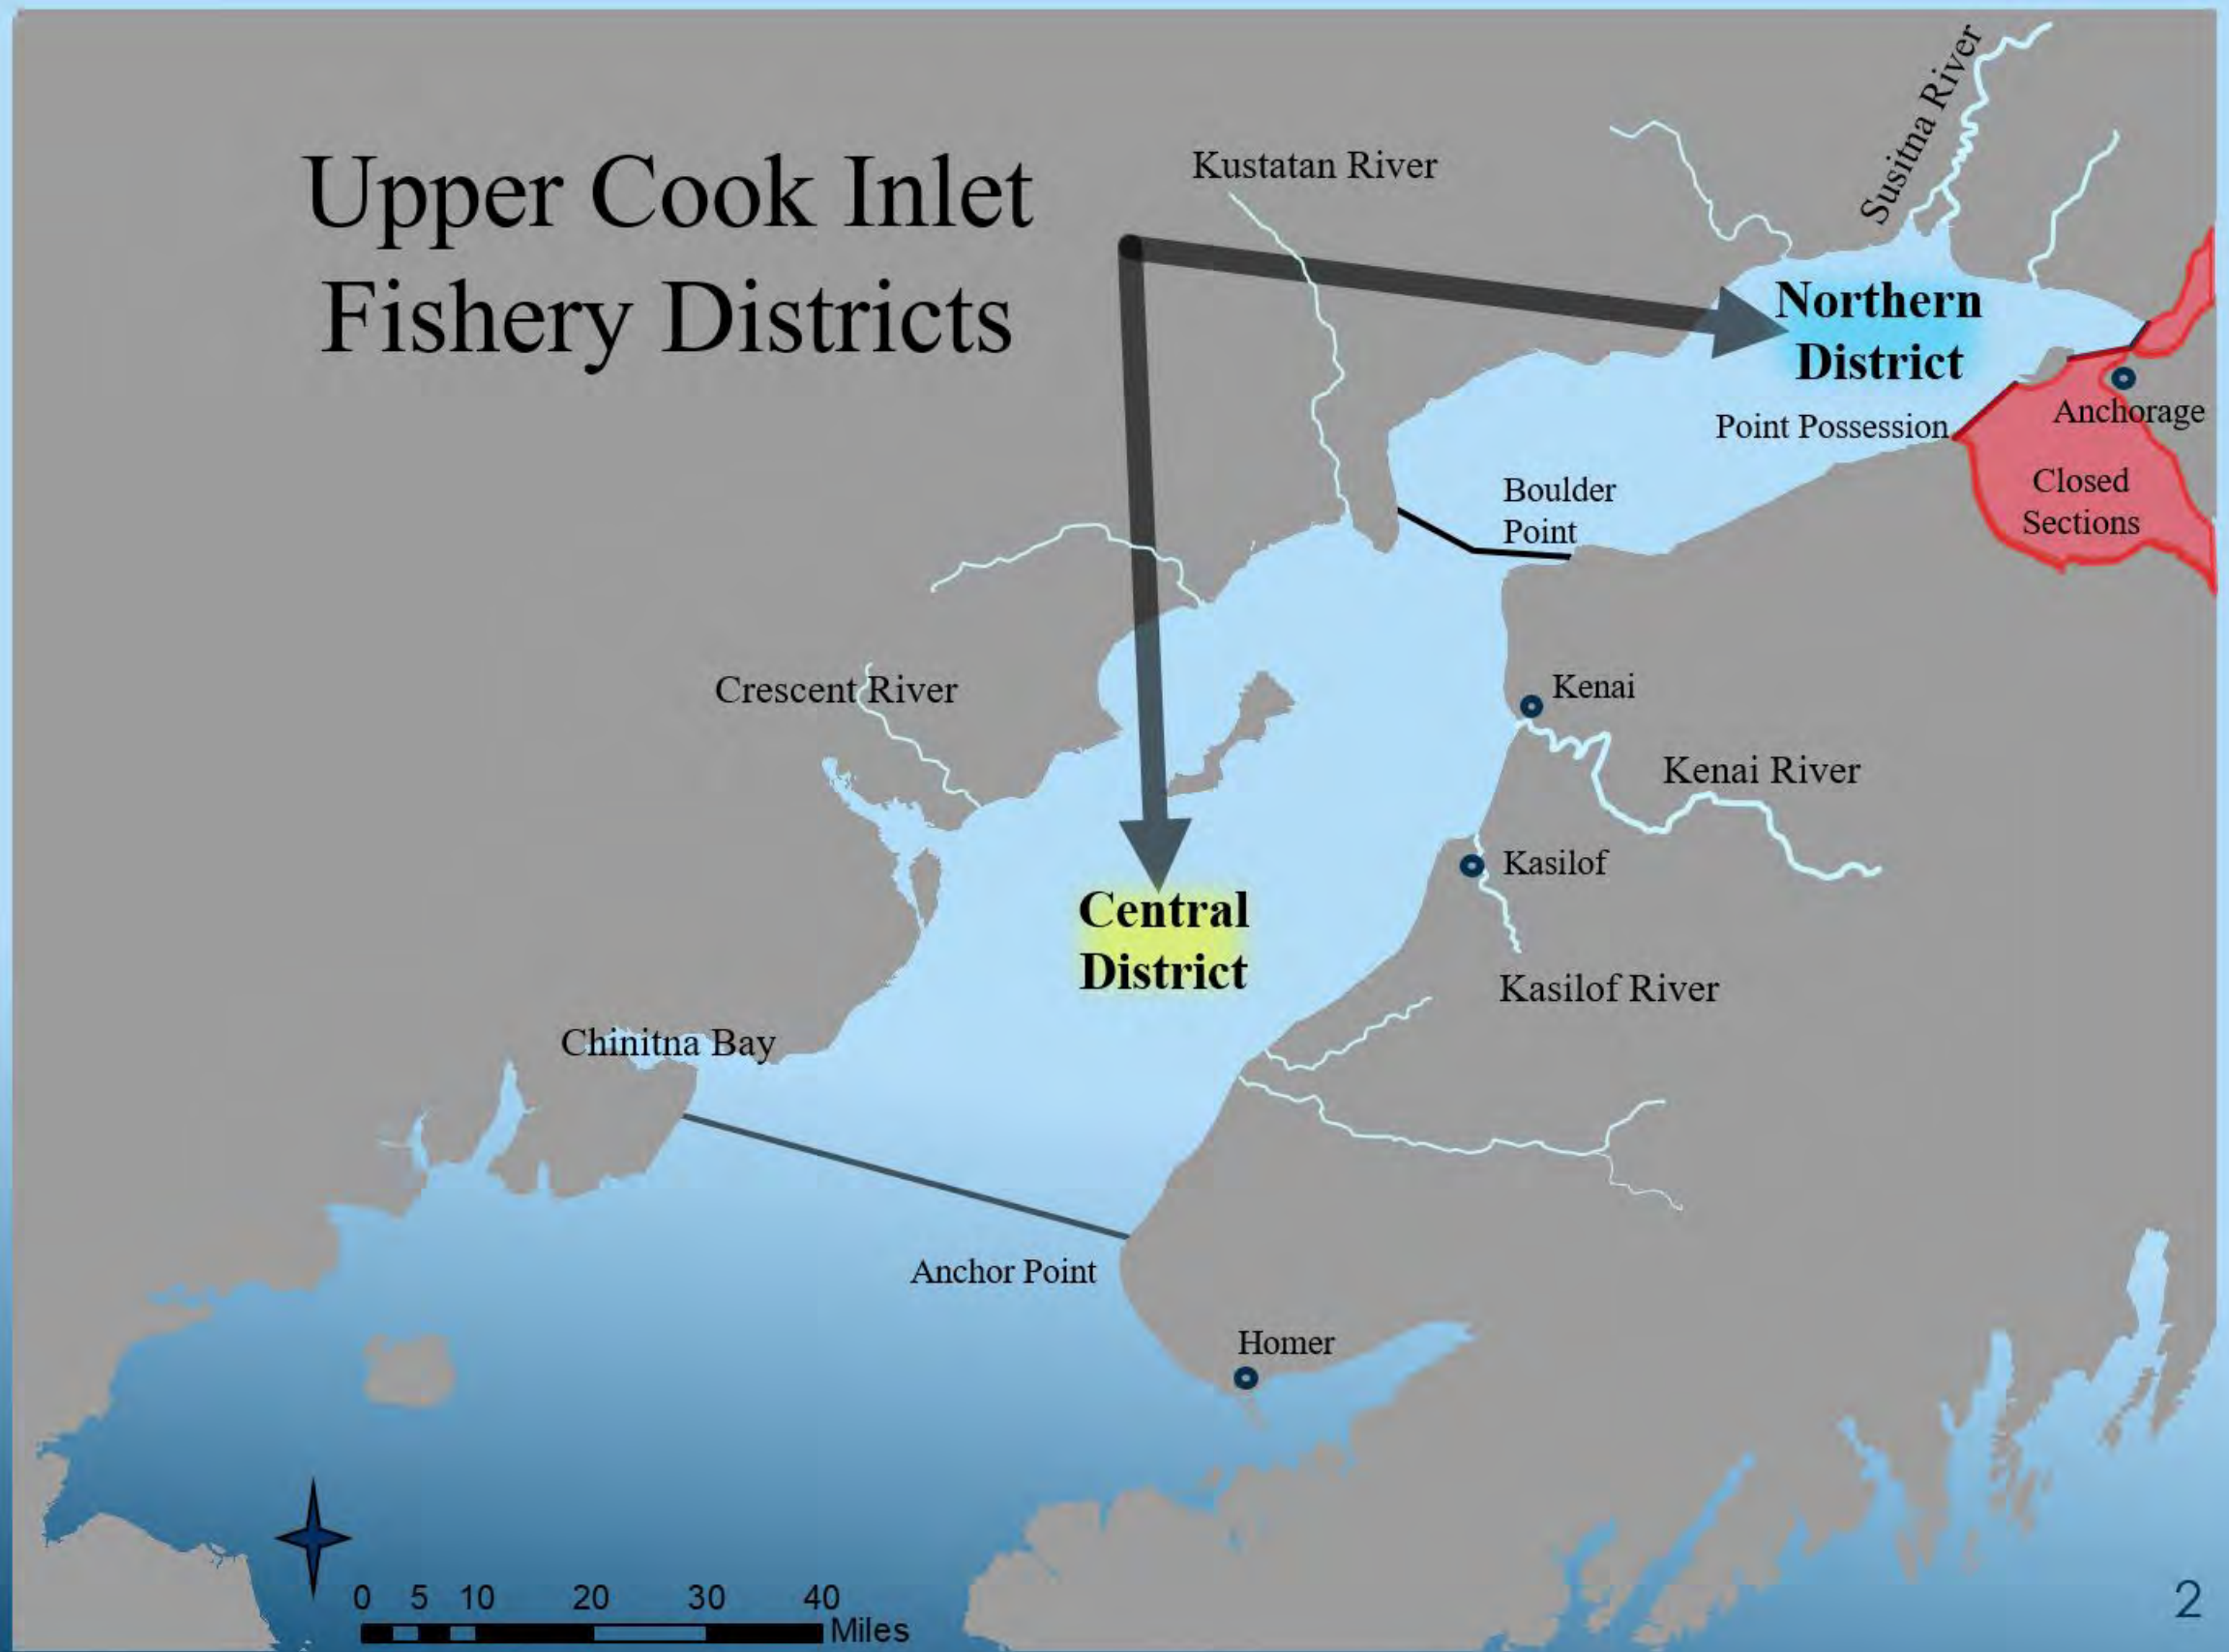 Upper Cook Inlet
Fishery Districts
Kustatan River
Susitna River
Northern
District
Point Possession
Anchorage
Closed
Sections
Boulder
Point
Crescent River
Kenai
Kenai River
Kasilof
Kasilof River
Central
District
Chinitna Bay
Anchor Point
Homer
0 5 10 20 30 40
Miles
2